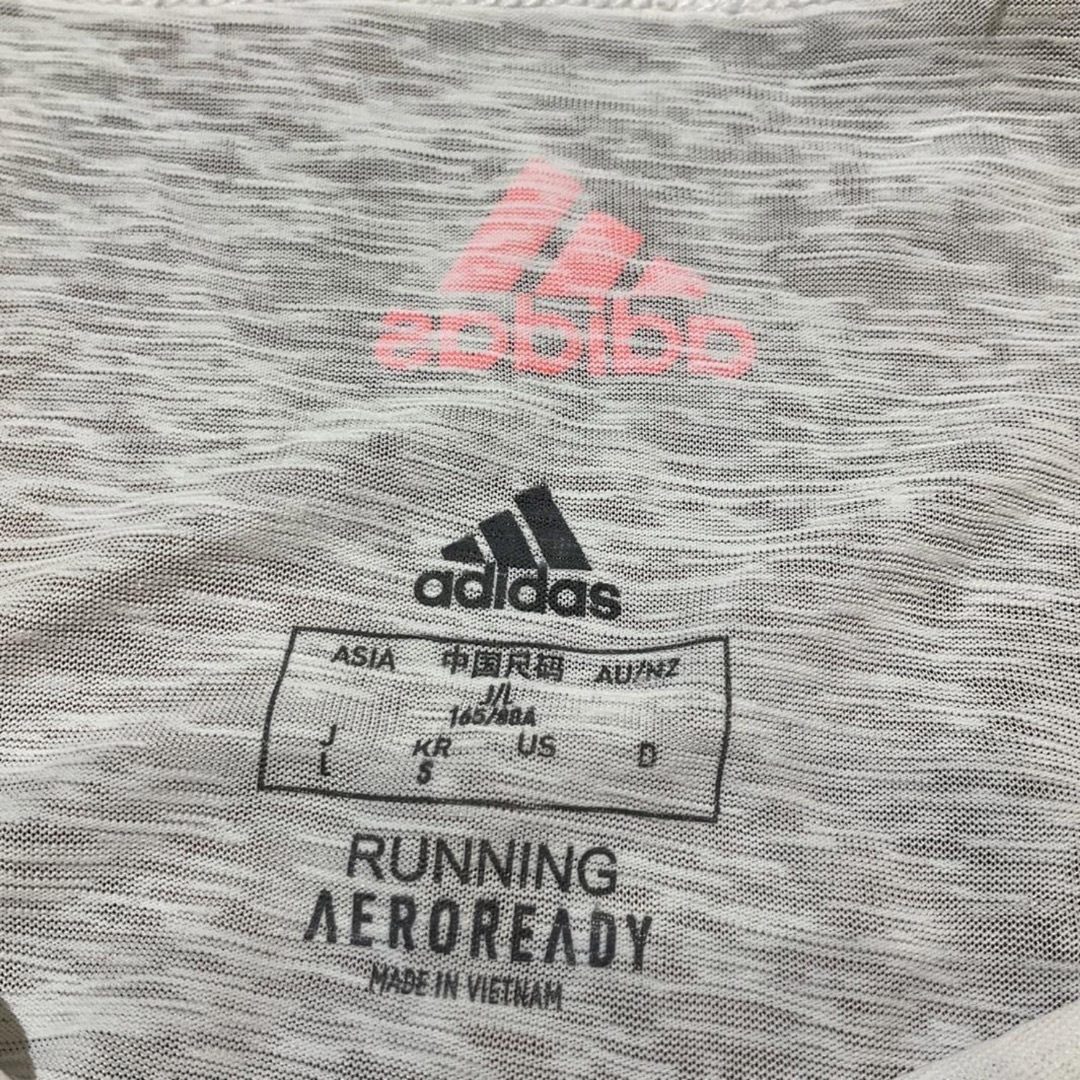 adidas
adidas
ASIA 中国尺码 AU/NZ
J/L
165/88A
J KR US D
L S
RUNNING
AEROREADY
MADE IN VIETNAM